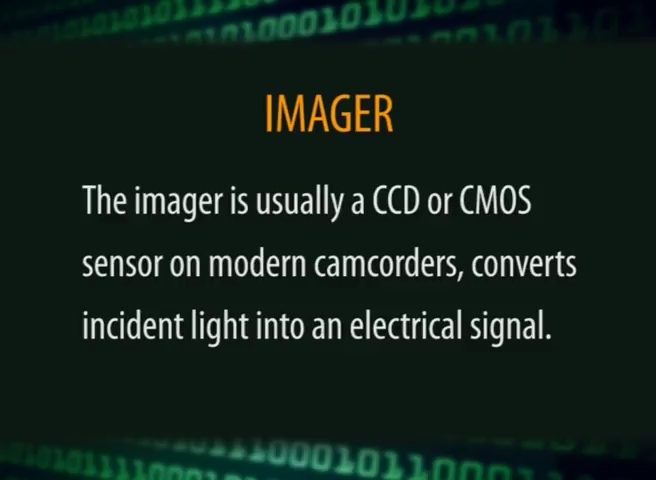 IMAGER
The imager is usually a CCD or CMOS
sensor on modern camcorders, converts
incident light into an electrical signal.